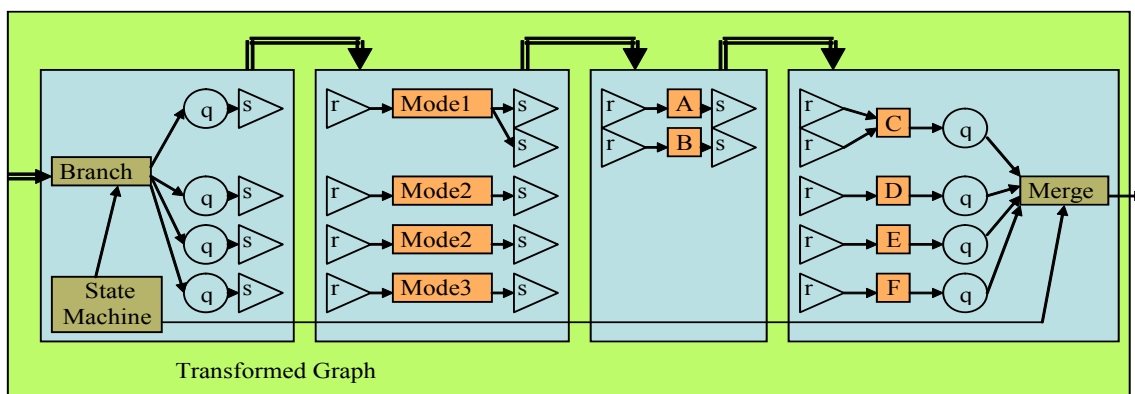 q s r Mode1 s r A s r C q
s r B s r
Branch
q s r Mode2 s r D q Merge
q s r Mode2 s r E q
q s r Mode3 s r F q
State
Machine
Transformed Graph